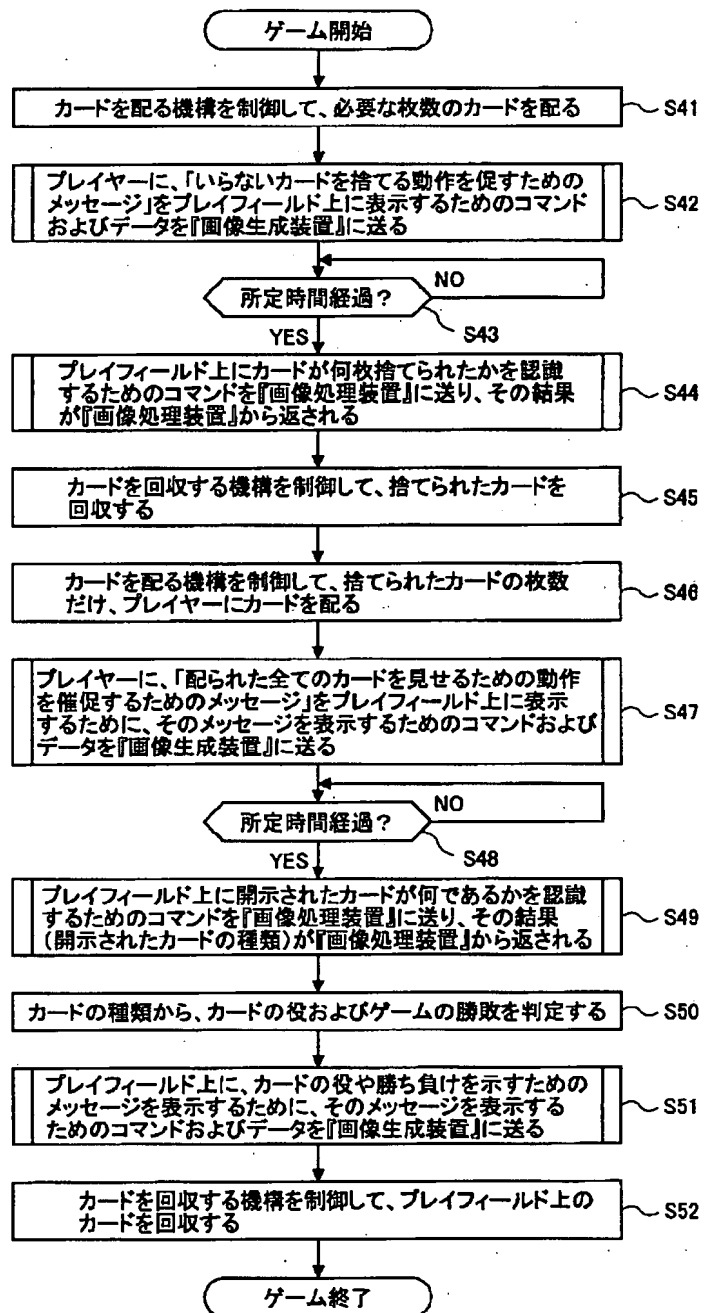 ゲーム開始
カードを配る機構を制御して、必要な枚数のカードを配る
S41
プレイヤーに、「いらないカードを捨てる動作を促すための
メッセージ」をプレイフィールド上に表示するためのコマンド
およびデータを『画像生成装置』に送る
S42
NO
所定時間経過?
S43
YES
プレイフィールド上にカードが何枚捨てられたかを認識
するためのコマンドを『画像処理装置』に送り、その結果
が『画像処理装置』から返される
S44
カードを回収する機構を制御して、捨てられたカードを
回収する
S45
カードを配る機構を制御して、捨てられたカードの枚数
だけ、プレイヤーにカードを配る
S46
プレイヤーに、「配られた全てのカードを見せるための動作
を催促するためのメッセージ」をプレイフィールド上に表示
するために、そのメッセージを表示するためのコマンドおよび
データを『画像生成装置』に送る
S47
NO
所定時間経過?
S48
YES
プレイフィールド上に開示されたカードが何であるかを認識
するためのコマンドを『画像処理装置』に送り、その結果
(開示されたカードの種類)が『画像処理装置』から返される
S49
カードの種類から、カードの役およびゲームの勝敗を判定する
S50
プレイフィールド上に、カードの役や勝ち負けを示すための
メッセージを表示するために、そのメッセージを表示する
ためのコマンドおよびデータを『画像生成装置』に送る
S51
カードを回収する機構を制御して、プレイフィールド上の
カードを回収する
S52
ゲーム終了